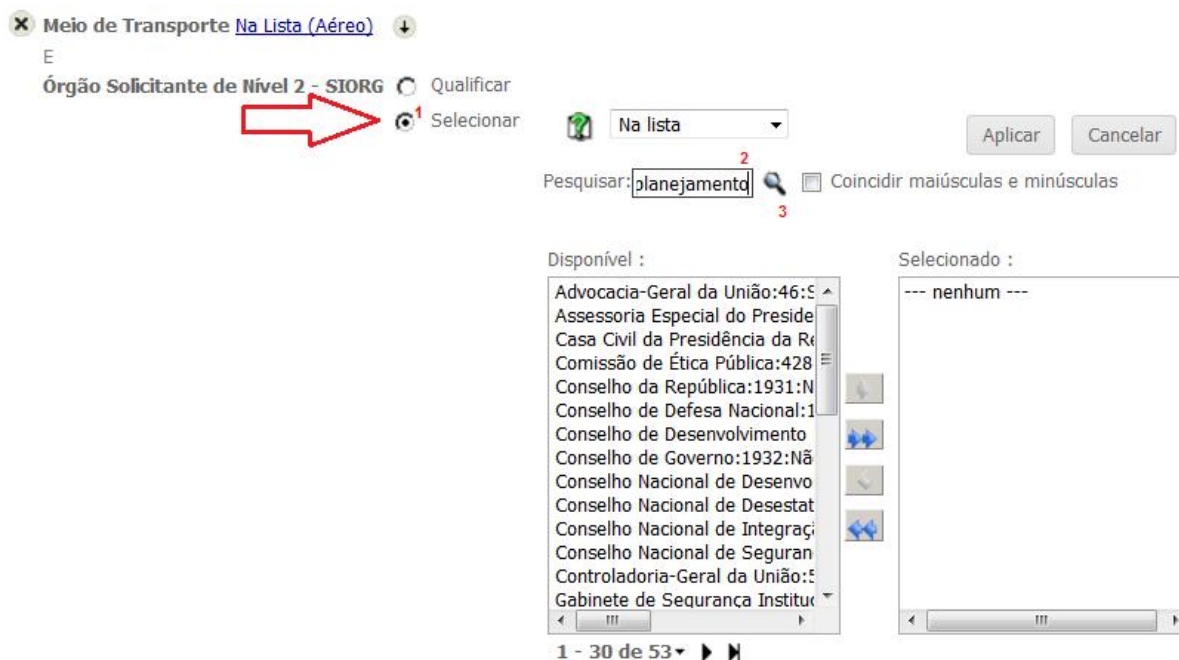 Meio de Transporte Na Lista (Aéreo)
E
Órgão Solicitante de Nível 2 - SIORG
Qualificar
1 Selecionar
Na lista
Aplicar
Cancelar
2
Pesquisar: planejamento
Coincidir maiúsculas e minúsculas
3
Disponível :
Advocacia-Geral da União:46:S
Assessoria Especial do Preside
Casa Civil da Presidência da Re
Comissão de Ética Pública:428
Conselho da República:1931:N
Conselho de Defesa Nacional:1
Conselho de Desenvolvimento
Conselho de Governo:1932:Nã
Conselho Nacional de Desenvo
Conselho Nacional de Desestat
Conselho Nacional de Integraçã
Conselho Nacional de Seguran
Controladoria-Geral da União:5
Gabinete de Segurança Institu
1 - 30 de 53
Selecionado :
--- nenhum ---